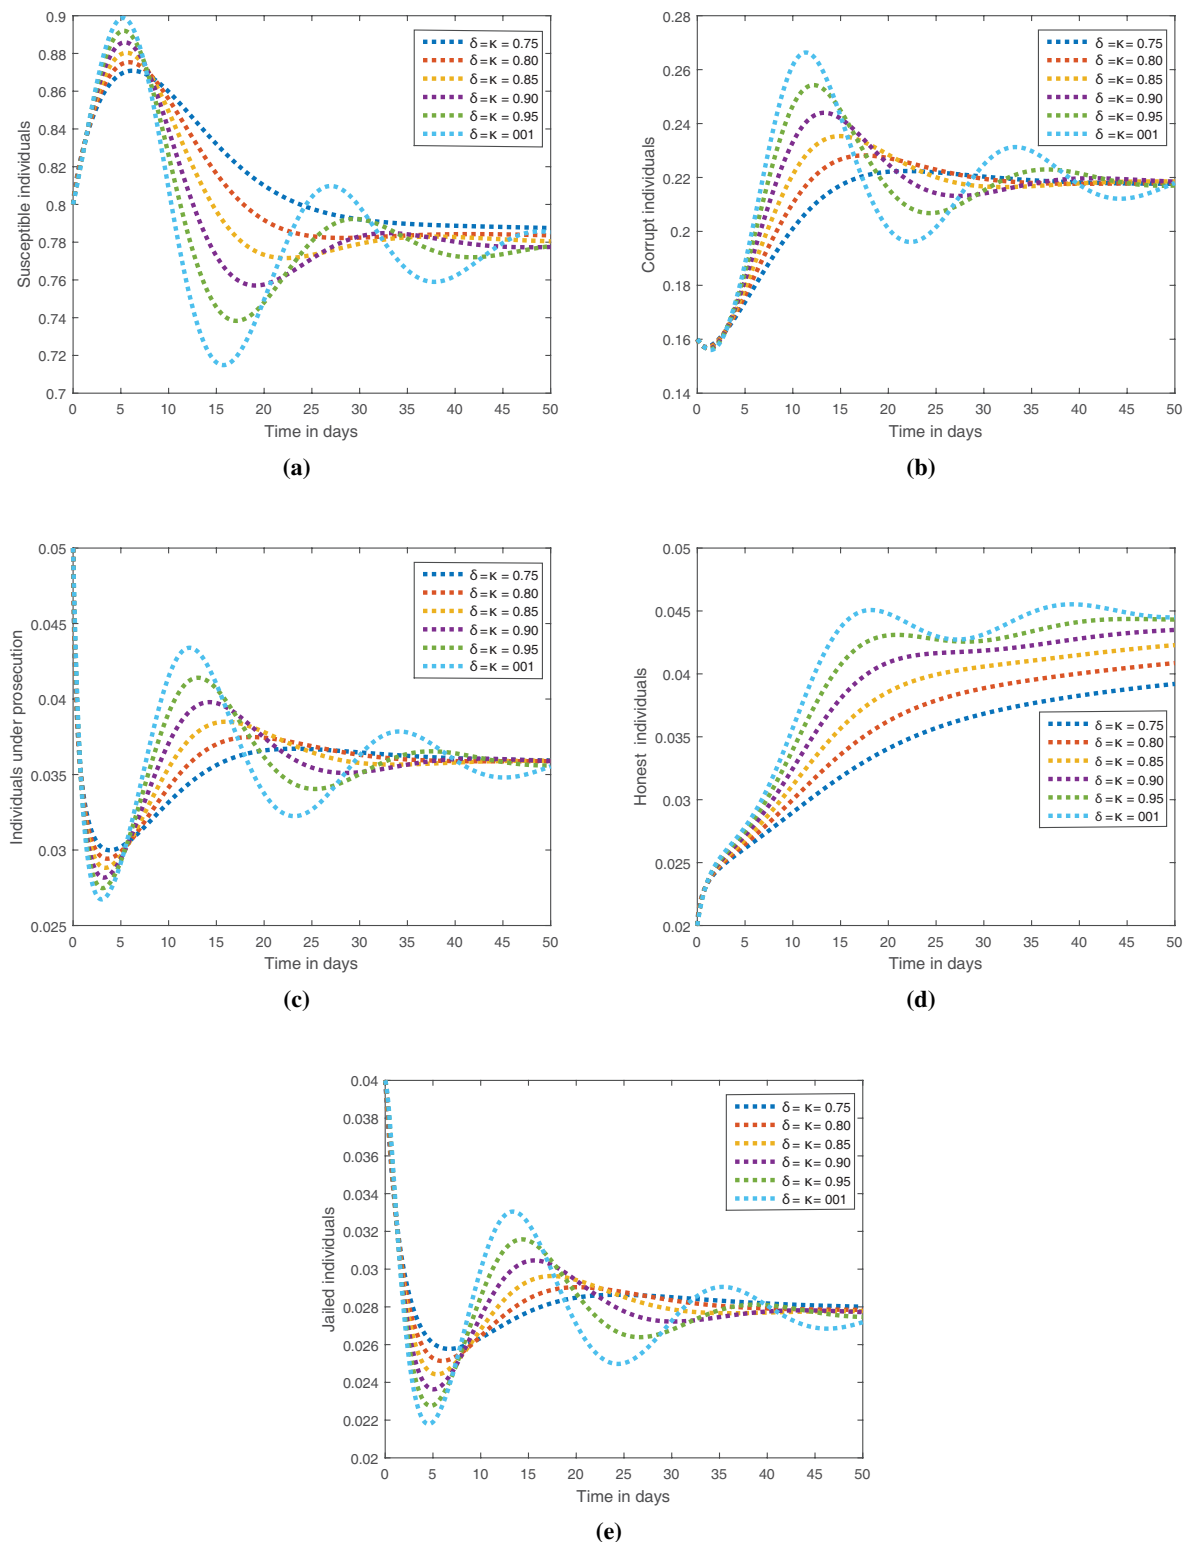 0.9
0.88
0.86
0.84
0.82
0.8
0.78
0.76
0.74
0.72
0.7
Susceptible individuals
δ = κ = 0.75
δ = κ = 0.80
δ = κ = 0.85
δ = κ = 0.90
δ = κ = 0.95
δ = κ = 001
0 5 10 15 20 25 30 35 40 45 50
Time in days
(a)
0.28
0.26
0.24
0.22
0.2
0.18
0.16
0.14
Corrupt individuals
δ = κ = 0.75
δ = κ = 0.80
δ = κ = 0.85
δ = κ = 0.90
δ = κ = 0.95
δ = κ = 001
0 5 10 15 20 25 30 35 40 45 50
Time in days
(b)
0.05
0.045
0.04
0.035
0.03
0.025
Individuals under prosecution
δ = κ = 0.75
δ = κ = 0.80
δ = κ = 0.85
δ = κ = 0.90
δ = κ = 0.95
δ = κ = 001
0 5 10 15 20 25 30 35 40 45 50
Time in days
(c)
0.05
0.045
0.04
0.035
0.03
0.025
0.02
Honest individuals
δ = κ = 0.75
δ = κ = 0.80
δ = κ = 0.85
δ = κ = 0.90
δ = κ = 0.95
δ = κ = 001
0 5 10 15 20 25 30 35 40 45 50
Time in days
(d)
0.04
0.038
0.036
0.034
0.032
0.03
0.028
0.026
0.024
0.022
0.02
Jailed individuals
δ = κ = 0.75
δ = κ = 0.80
δ = κ = 0.85
δ = κ = 0.90
δ = κ = 0.95
δ = κ = 001
0 5 10 15 20 25 30 35 40 45 50
Time in days
(e)